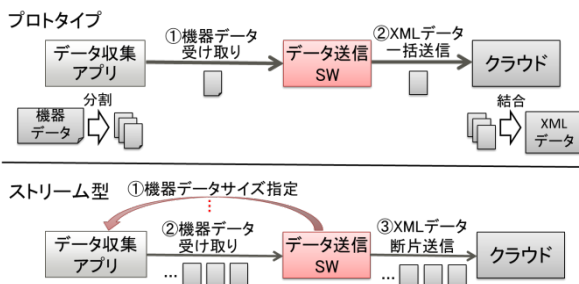 プロトタイプ
データ収集
アプリ
①機器データ
受け取り
データ送信
SW
②XMLデータ
一括送信
クラウド
機器
データ
分割
結合
XML
データ
ストリーム型
①機器データサイズ指定
データ収集
アプリ
②機器データ
受け取り
...
データ送信
SW
③XMLデータ
断片送信
...
クラウド